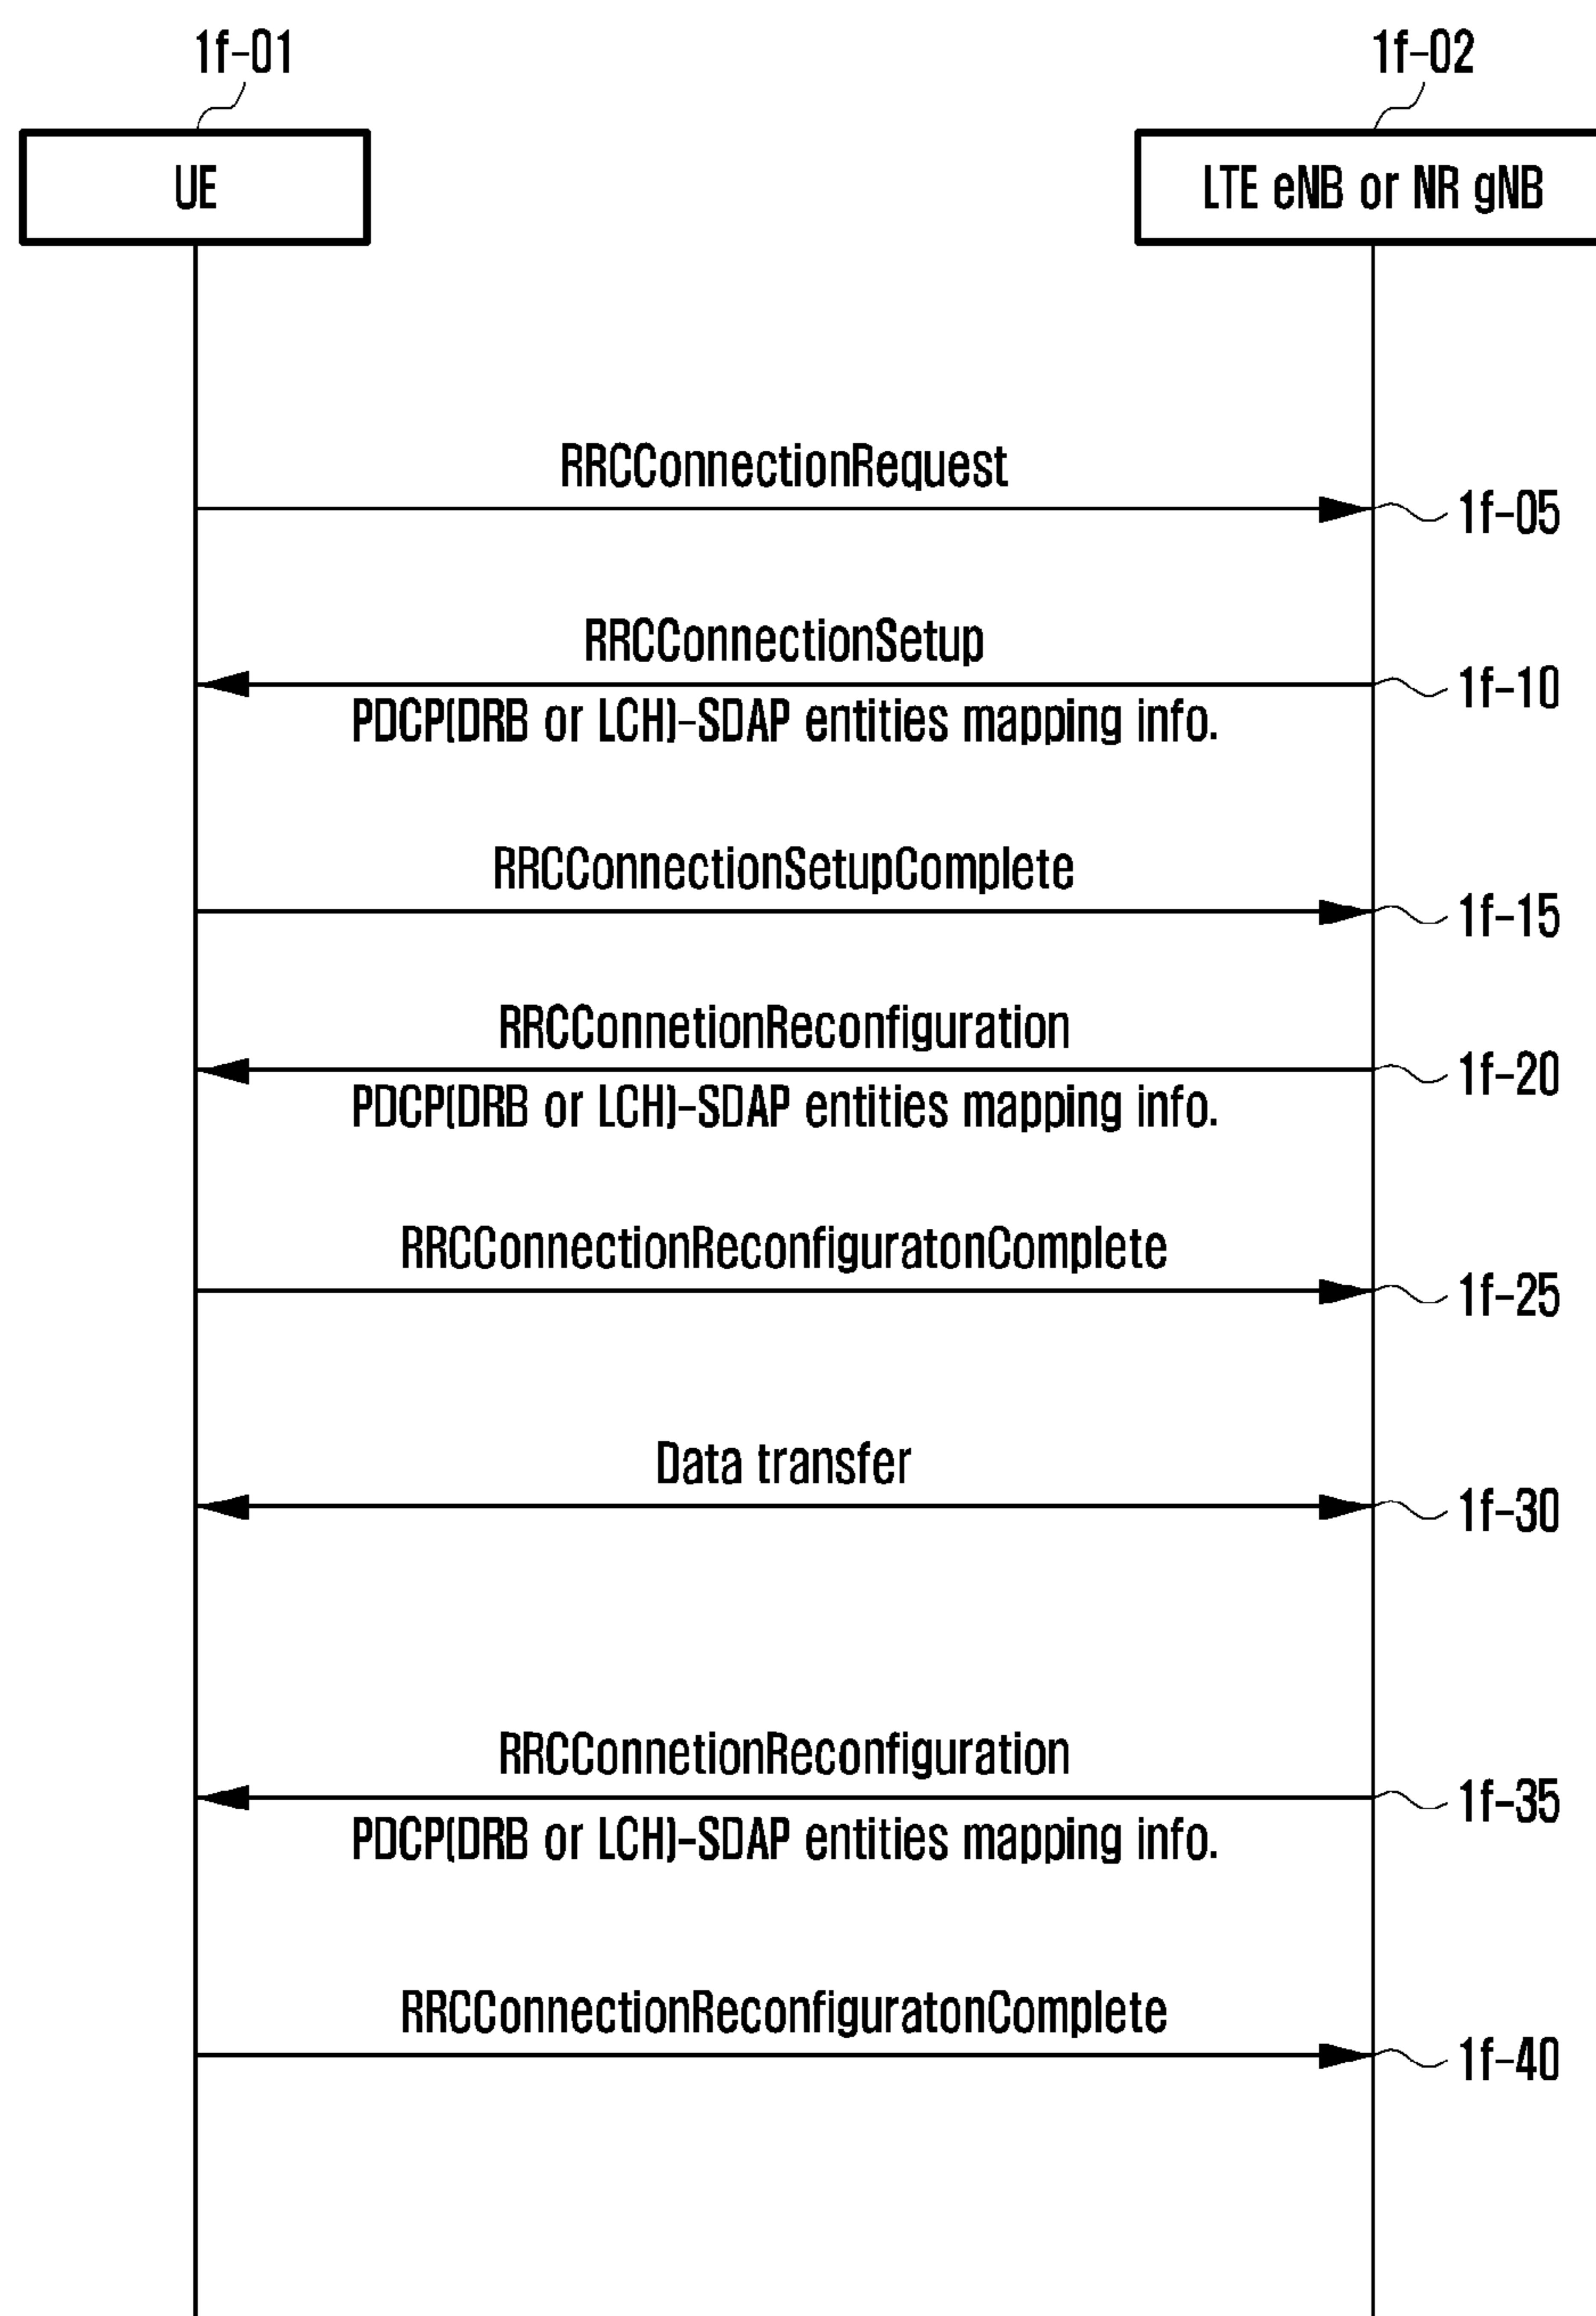 1f-01
1f-02
UE
LTE eNB or NR gNB
RRCConnectionRequest
1f-05
RRCConnectionSetup
1f-10
PDCP(DRB or LCH)-SDAP entities mapping info.
RRCConnectionSetupComplete
1f-15
RRCConnetionReconfiguration
1f-20
PDCP(DRB or LCH)-SDAP entities mapping info.
RRCConnectionReconfiguratonComplete
1f-25
Data transfer
1f-30
RRCConnetionReconfiguration
1f-35
PDCP(DRB or LCH)-SDAP entities mapping info.
RRCConnectionReconfiguratonComplete
1f-40